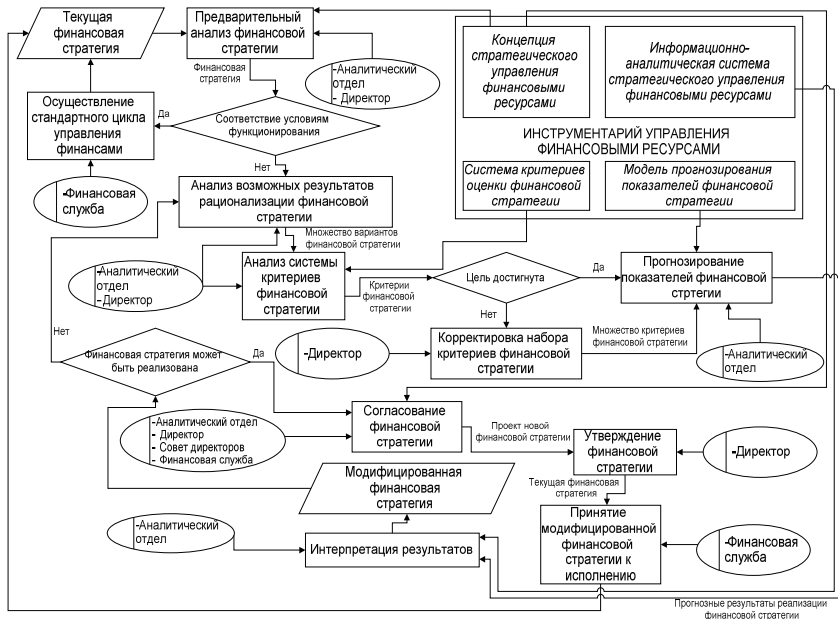 Текущая
финансовая
стратегия
Предварительный
анализ финансовой
стратегии
Концепция
стратегического
управления
финансовыми
ресурсами
Информационно-
аналитическая система
стратегического управления
финансовыми ресурсами
Финансовая
стратегия
-Аналитический
отдел
- Директор
Осуществление
стандартного цикла
управления
финансами
Да
Соответствие условиям
функционирования
ИНСТРУМЕНТАРИЙ УПРАВЛЕНИЯ
ФИНАНСОВЫМИ РЕСУРСАМИ
Нет
-Финансовая
служба
Анализ возможных результатов
рационализации финансовой
стратегии
Система критериев
оценки финансовой
стратегии
Модель прогнозирования
показателей финансовой
стратегии
Множество вариантов
финансовой стратегии
-Аналитический
отдел
- Директор
Анализ системы
критериев
финансовой
стратегии
Критерии
финансовой
стратегии
Цель достигнута
Да
Прогнозирование
показателей финансовой
стртегии
Нет
Нет
Финансовая стратегия может
быть реализована
Да
-Директор
Корректировка набора
критериев финансовой
стратегии
Множество критериев
финансовой стратегии
-Аналитический
отдел
-Аналитический отдел
- Директор
- Совет директоров
- Финансовая служба
Согласование
финансовой
стратегии
Проект новой
финансовой стратегии
Утверждение
финансовой
стратегии
-Директор
Модифицированная
финансовая
стратегия
Текущая финансовая
стратегия
Принятие
модифицированной
финансовой
стратегии к
исполнению
-Аналитический
отдел
Интерпретация результатов
-Финансовая
служба
Прогнозные результаты реализации
финансовой стратегии